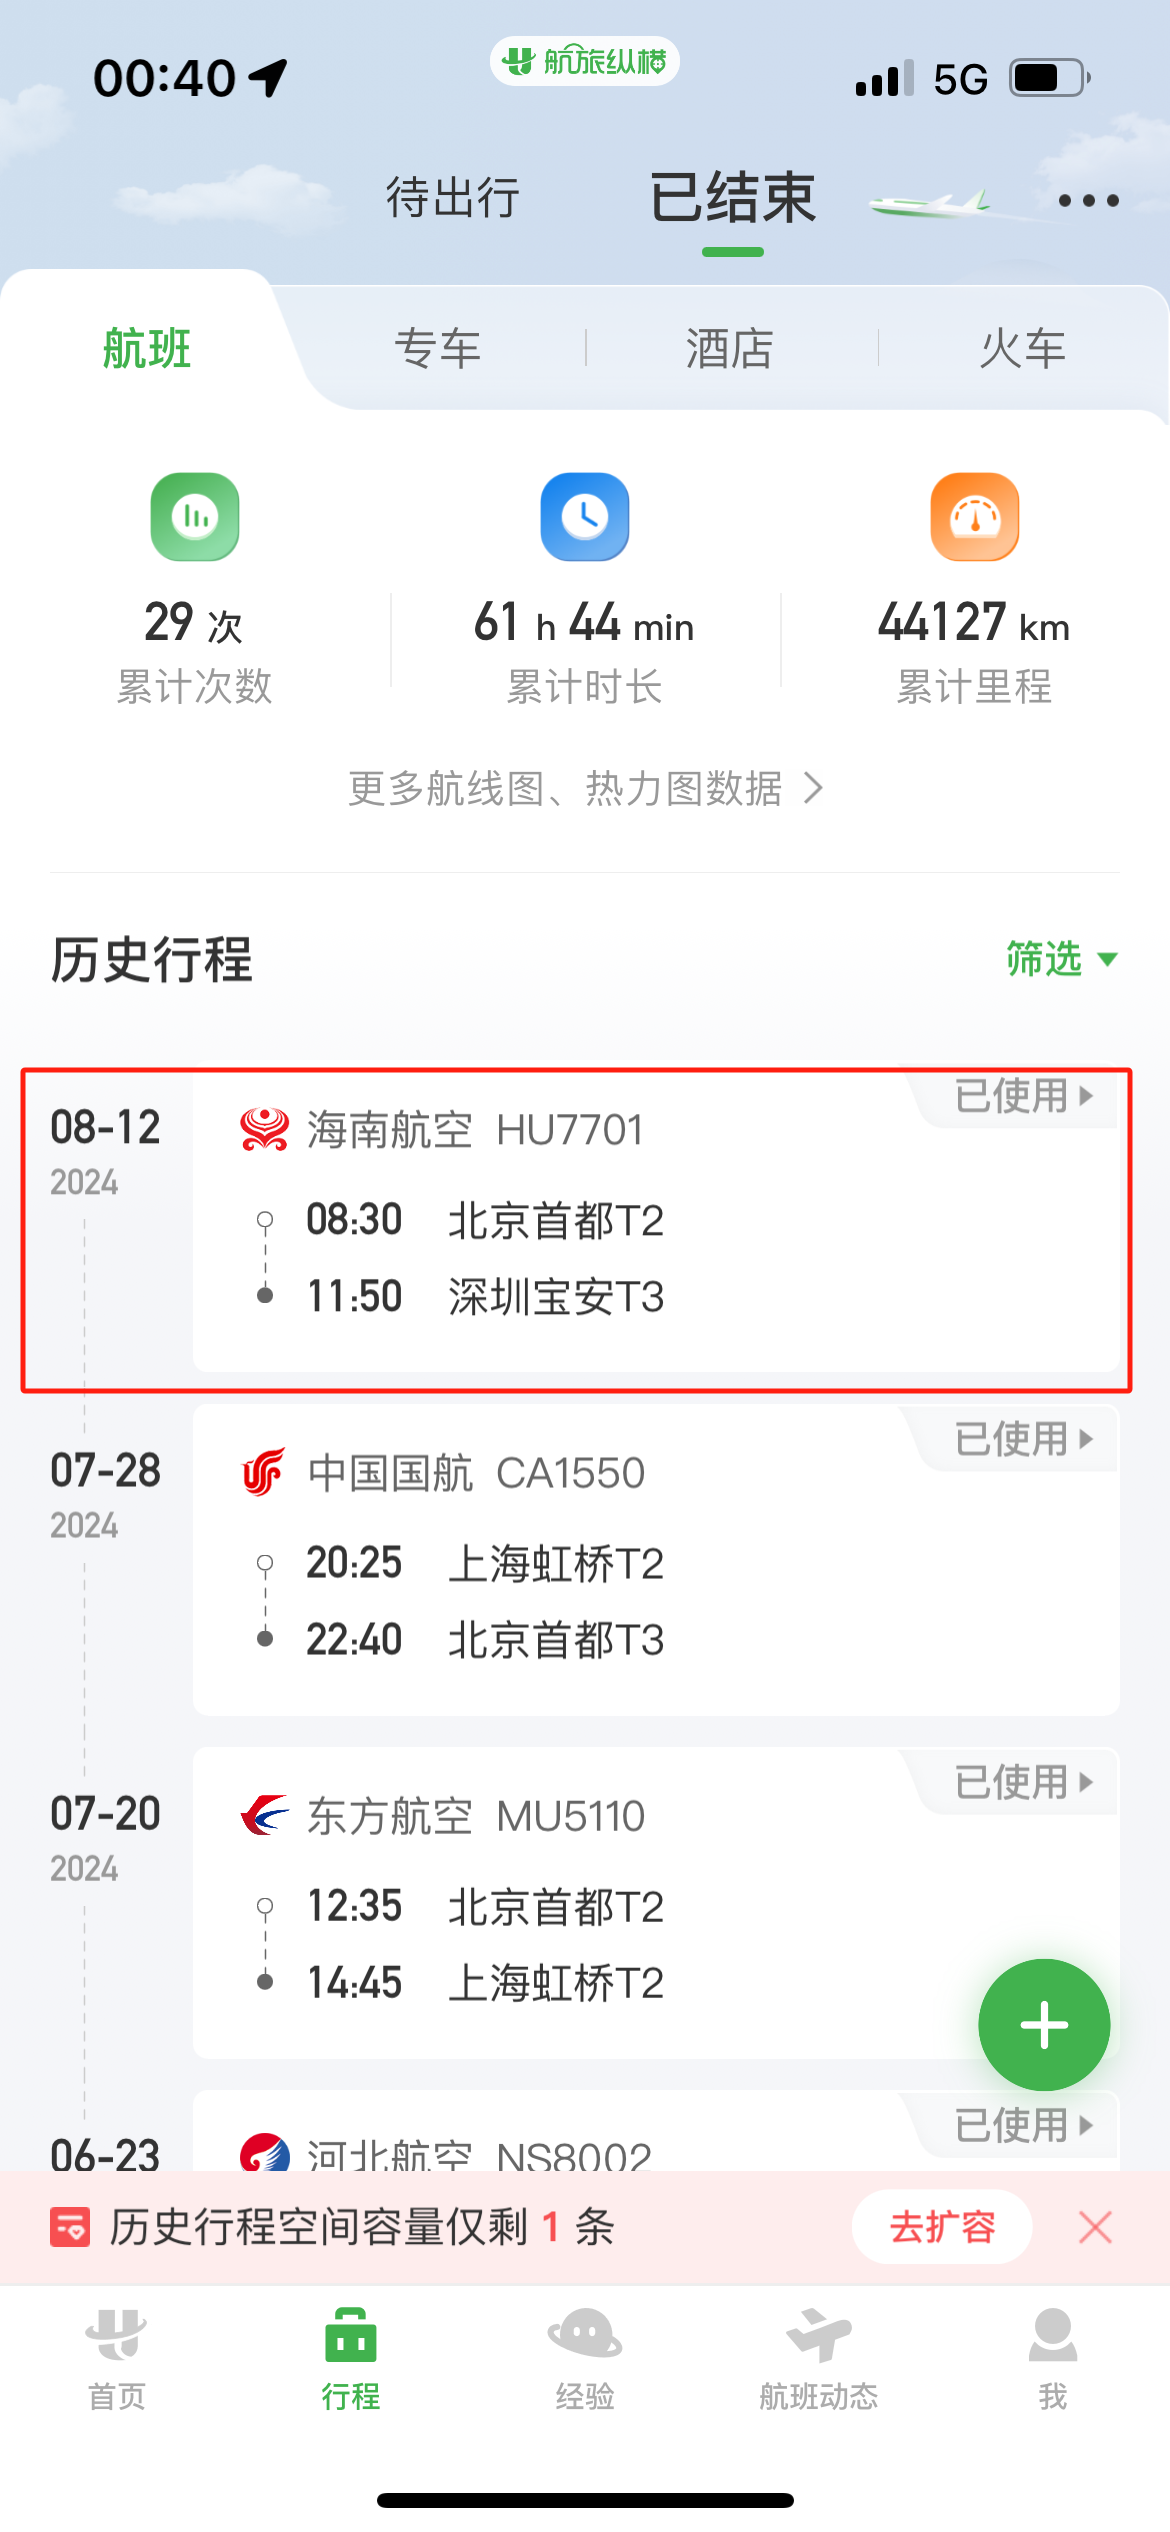 00:40
航旅纵横
5G
待出行 已结束
航班 专车 酒店 火车
29 次 61 h 44 min 44127 km
累计次数 累计时长 累计里程
更多航线图、热力图数据
历史行程 筛选
已使用
08-12 海南航空 HU7701
2024
08:30 北京首都T2
11:50 深圳宝安T3
已使用
07-28 中国国航 CA1550
2024
20:25 上海虹桥T2
22:40 北京首都T3
已使用
07-20 东方航空 MU5110
2024
12:35 北京首都T2
14:45 上海虹桥T2
已使用
06-23 河北航空 NS8002
历史行程空间容量仅剩 1 条 去扩容
首页 行程 经验 航班动态 我